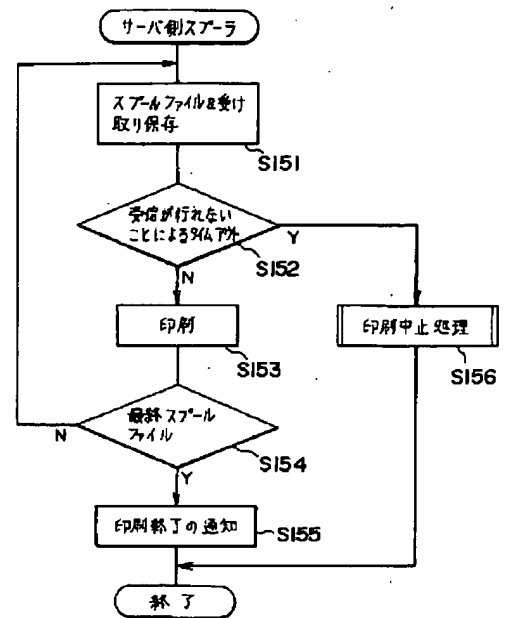 サーバ側スプーラ
スプールファイルを受け
取り保存
S151
受信が行れない
ことによるタイムアウト
S152
Y
N
印刷
S153
印刷中止処理
S156
最終スプール
ファイル
S154
N
Y
印刷終了の通知
S155
終了